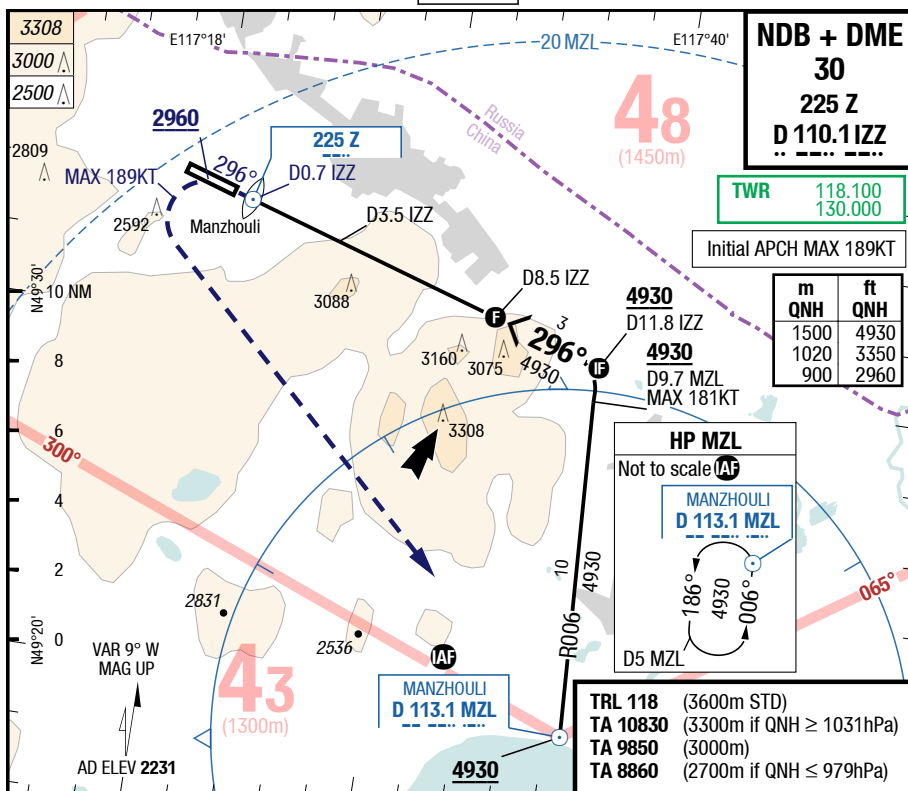 3308
3000
2500
E117°18'
20 MZL
E117°40'
NDB + DME
30
225 Z
D 110.1 IZZ
Russia
China
48
(1450m)
2960
225 Z
296°
D0.7 IZZ
2809
MAX 189KT
2592
Manzhouli
D3.5 IZZ
TWR 118.100
130.000
Initial APCH MAX 189KT
m ft
QNH QNH
1500 4930
1020 3350
900 2960
N49°30'
10 NM
3088
D8.5 IZZ
F
4930
D11.8 IZZ
3
296°
4930
IF
4930
D9.7 MZL
MAX 181KT
8
3160
3075
6
3308
300°
HP MZL
Not to scale IAF
MANZHOULI
D 113.1 MZL
186°
4930
006°
D5 MZL
4
2
10
4930
R006
065°
2831
2536
N49°20'
0
VAR 9° W
MAG UP
43
(1300m)
IAF
MANZHOULI
D 113.1 MZL
AD ELEV 2231
4930
TRL 118 (3600m STD)
TA 10830 (3300m if QNH ≥ 1031hPa)
TA 9850 (3000m)
TA 8860 (2700m if QNH ≤ 979hPa)